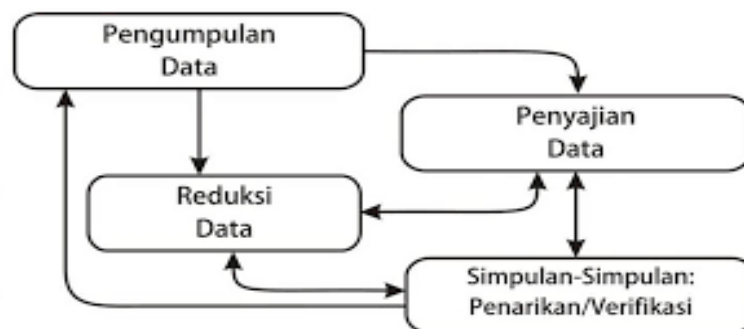 Pengumpulan
Data
Penyajian
Data
Reduksi
Data
Simpulan-Simpulan:
Penarikan/Verifikasi